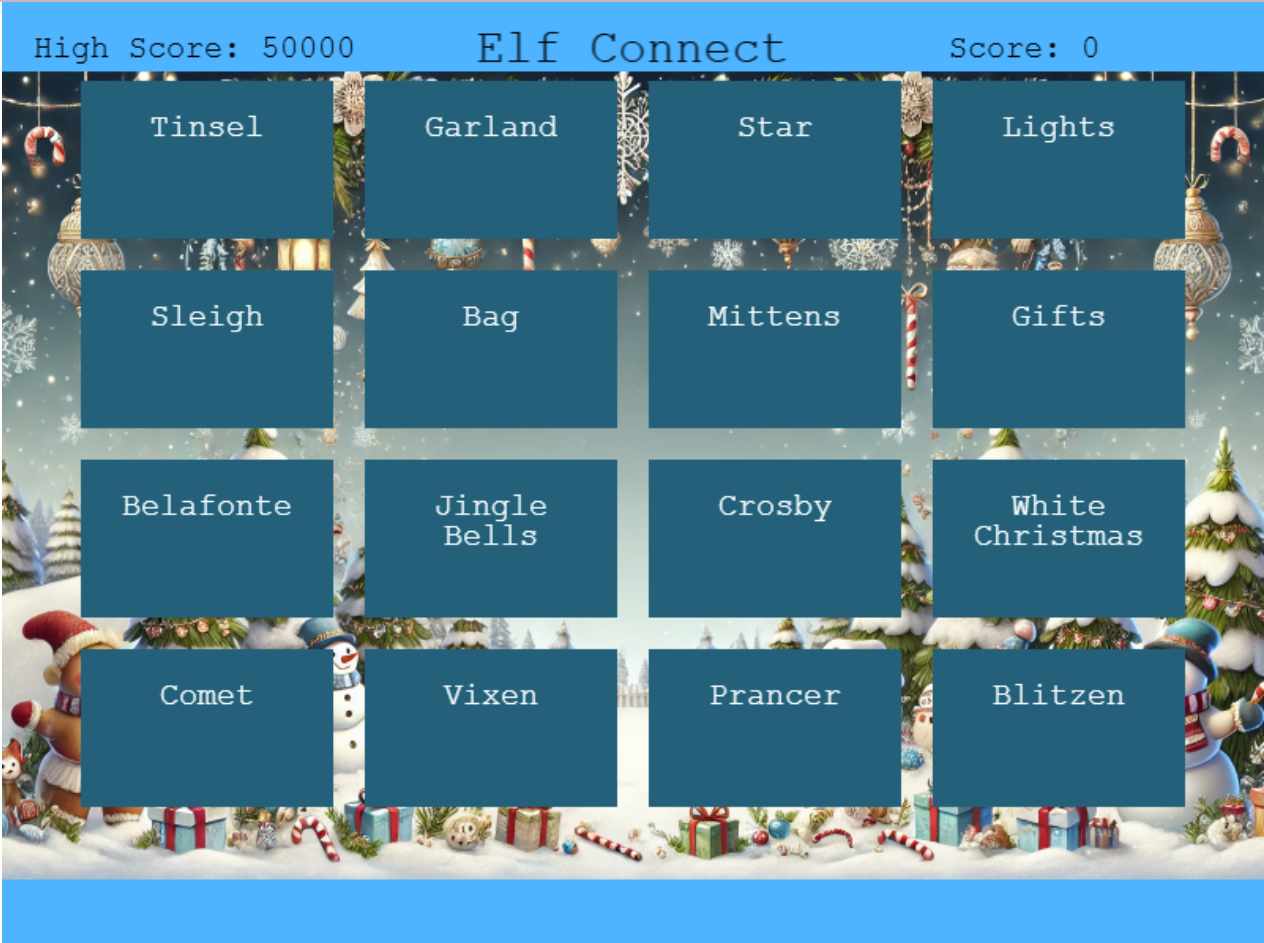 High Score: 50000 Elf Connect Score: 0
Tinsel Garland Star Lights
Sleigh Bag Mittens Gifts
Belafonte Jingle Bells Crosby White Christmas
Comet Vixen Prancer Blitzen